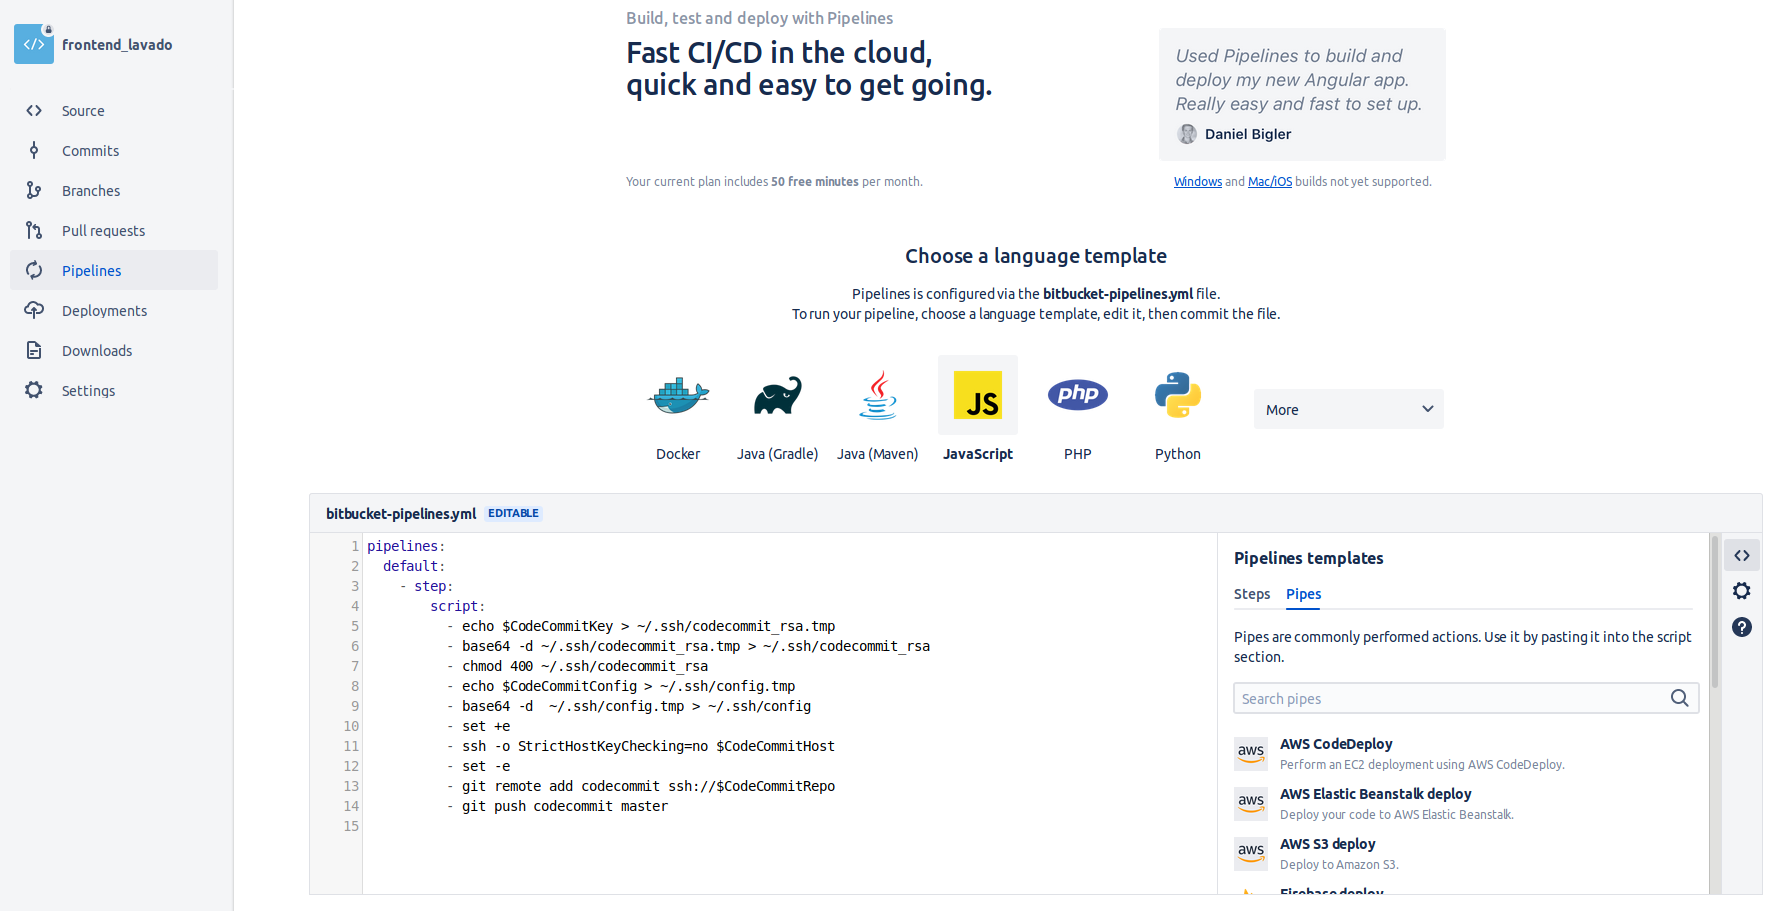 frontend_lavado
Source
Commits
Branches
Pull requests
Pipelines
Deployments
Downloads
Settings
Build, test and deploy with Pipelines
Fast CI/CD in the cloud,
quick and easy to get going.
Used Pipelines to build and
deploy my new Angular app.
Really easy and fast to set up.
Daniel Bigler
Your current plan includes 50 free minutes per month.
Windows and Mac/iOS builds not yet supported.
Choose a language template
Pipelines is configured via the bitbucket-pipelines.yml file.
To run your pipeline, choose a language template, edit it, then commit the file.
JS
php
Docker
Java (Gradle)
Java (Maven)
JavaScript
PHP
Python
More
bitbucket-pipelines.yml EDITABLE
1 pipelines:
2   default:
3     - step:
4         script:
5           - echo $CodeCommitKey > ~/.ssh/codecommit_rsa.tmp
6           - base64 -d ~/.ssh/codecommit_rsa.tmp > ~/.ssh/codecommit_rsa
7           - chmod 400 ~/.ssh/codecommit_rsa
8           - echo $CodeCommitConfig > ~/.ssh/config.tmp
9           - base64 -d  ~/.ssh/config.tmp > ~/.ssh/config
10           - set +e
11           - ssh -o StrictHostKeyChecking=no $CodeCommitHost
12           - set -e
13           - git remote add codecommit ssh://$CodeCommitRepo
14           - git push codecommit master
15
Pipelines templates
Steps Pipes
Pipes are commonly performed actions. Use it by pasting it into the script
section.
Search pipes
aws
AWS CodeDeploy
Perform an EC2 deployment using AWS CodeDeploy.
aws
AWS Elastic Beanstalk deploy
Deploy your code to AWS Elastic Beanstalk.
aws
AWS S3 deploy
Deploy to Amazon S3.
Firebase deploy